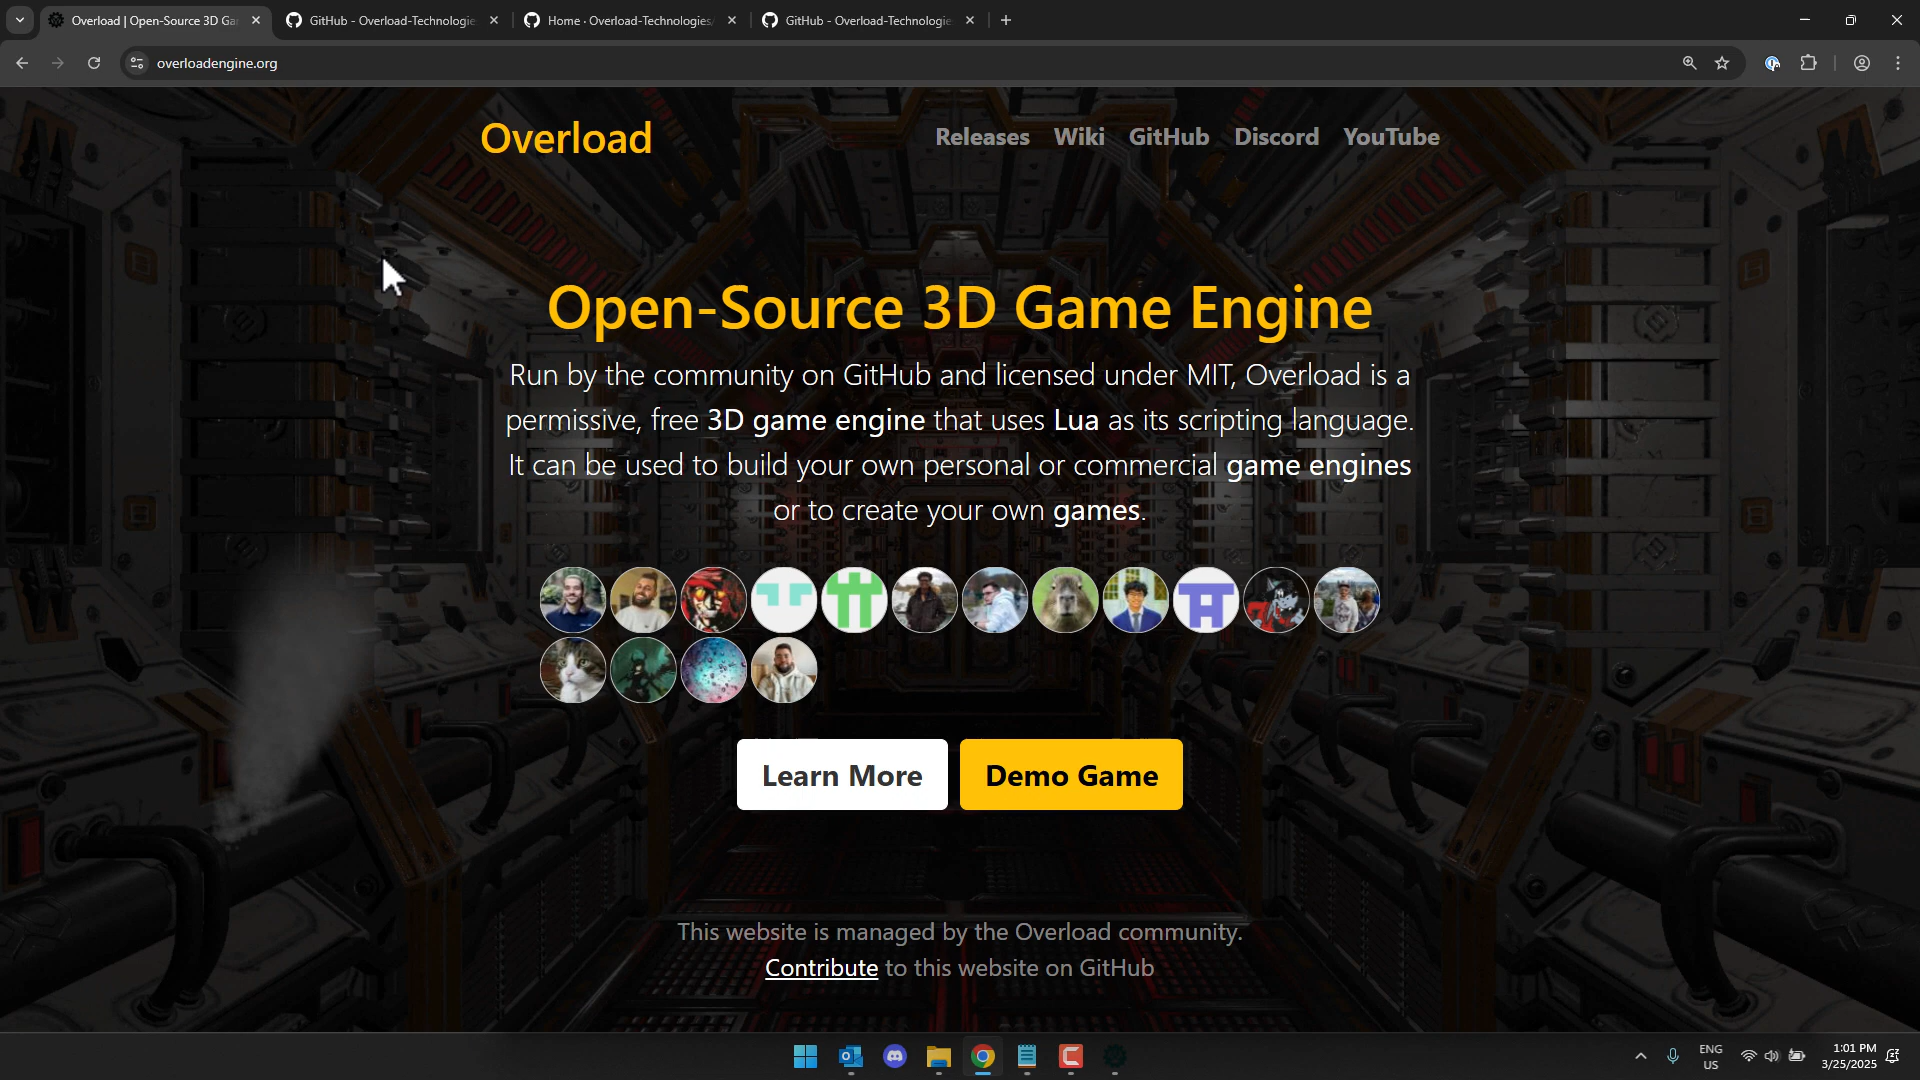 Overload | Open-Source 3D Ga
GitHub - Overload-Technologie
Home · Overload-Technologies/
GitHub - Overload-Technologie
overloadengine.org
Overload
Releases
Wiki
GitHub
Discord
YouTube
Open-Source 3D Game Engine
Run by the community on GitHub and licensed under MIT, Overload is a
permissive, free 3D game engine that uses Lua as its scripting language.
It can be used to build your own personal or commercial game engines
or to create your own games.
Learn More
Demo Game
This website is managed by the Overload community.
Contribute to this website on GitHub
ENG
US
1:01 PM
3/25/2025